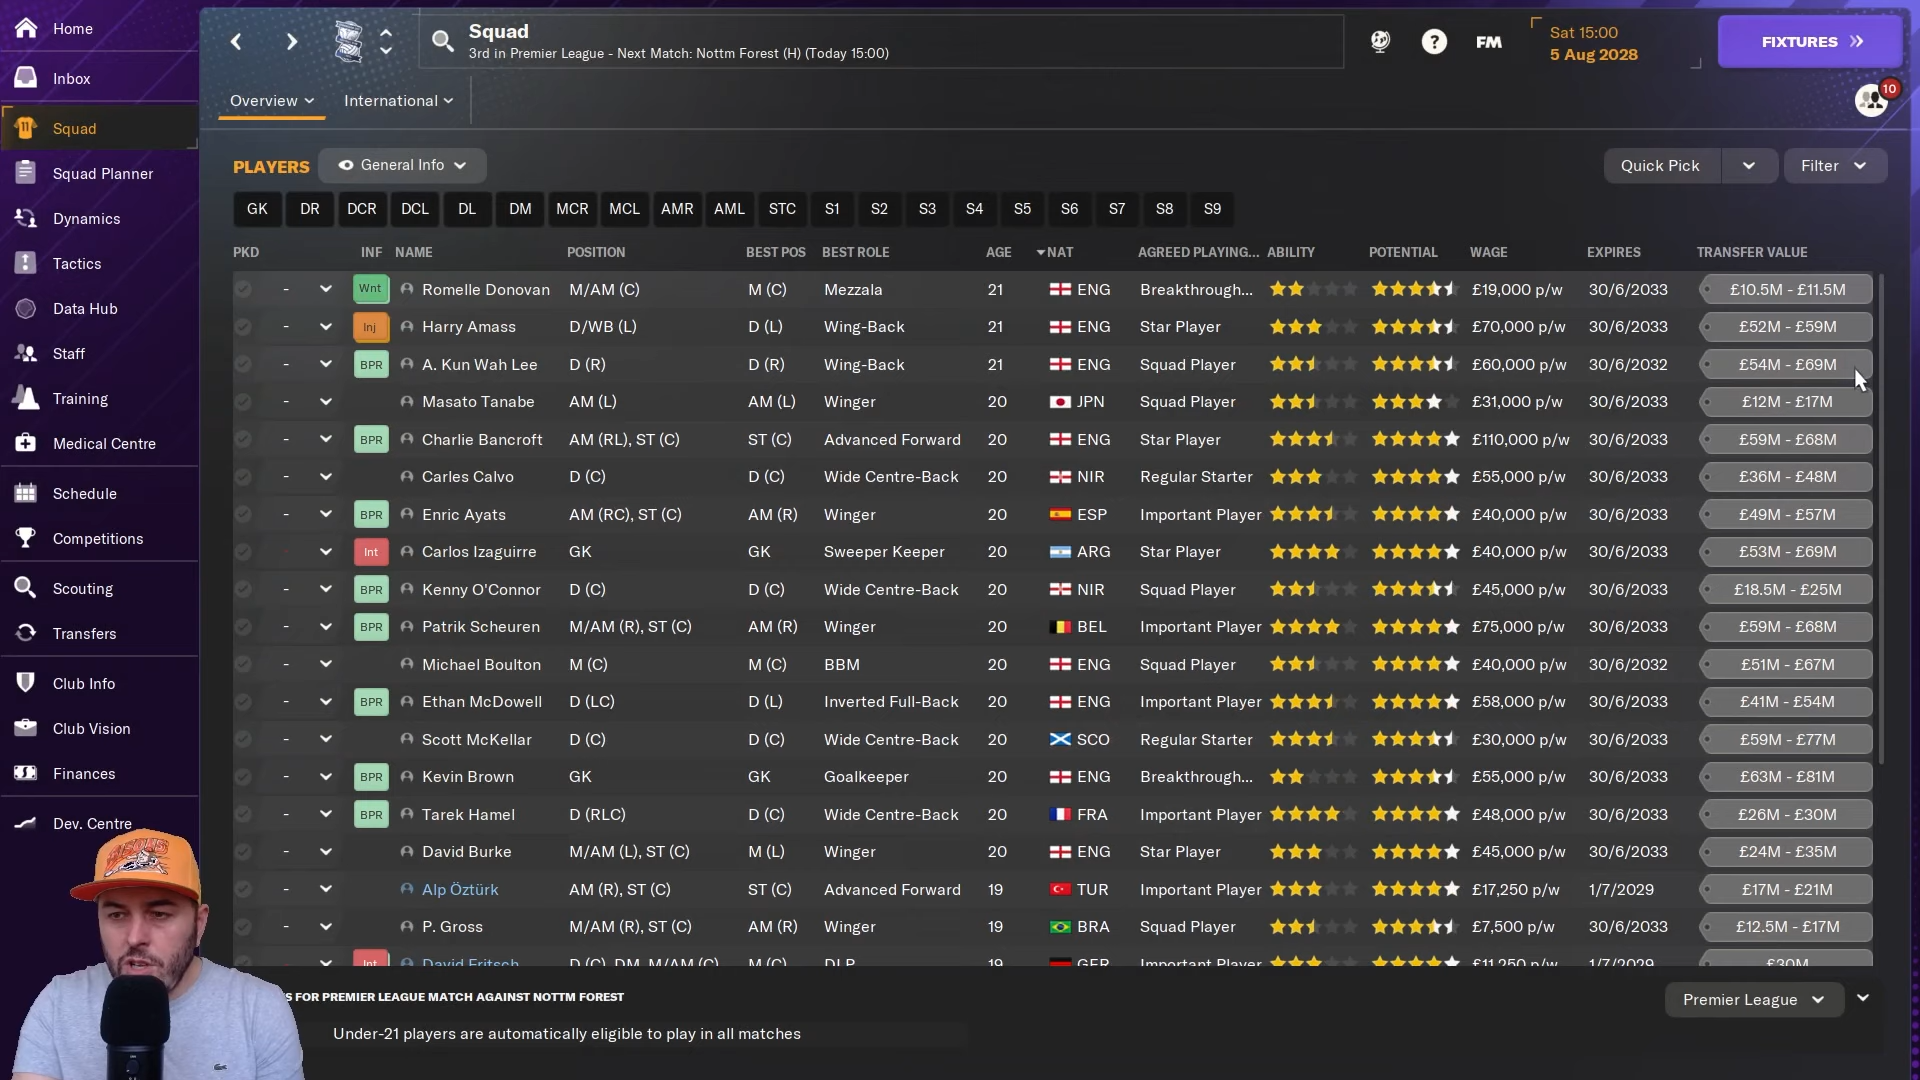 Home
Inbox
Squad
Squad Planner
Dynamics
Tactics
Data Hub
Staff
Training
Medical Centre
Schedule
Competitions
Scouting
Transfers
Club Info
Club Vision
Finances
Dev. Centre
Squad
3rd in Premier League - Next Match: Nottm Forest (H) (Today 15:00)
? FM
Sat 15:00
5 Aug 2028
FIXTURES
10
Overview International
PLAYERS General Info Quick Pick Filter
GK DR DCR DCL DL DM MCR MCL AMR AML STC S1 S2 S3 S4 S5 S6 S7 S8 S9
PKD INF NAME POSITION BEST POS BEST ROLE AGE NAT AGREED PLAYING... ABILITY POTENTIAL WAGE EXPIRES TRANSFER VALUE
- Wnt Romelle Donovan M/AM (C) M (C) Mezzala 21 ENG Breakthrough... £19,000 p/w 30/6/2033 £10.5M - £11.5M
- Inj Harry Amass D/WB (L) D (L) Wing-Back 21 ENG Star Player £70,000 p/w 30/6/2033 £52M - £59M
- BPR A. Kun Wah Lee D (R) D (R) Wing-Back 21 ENG Squad Player £60,000 p/w 30/6/2032 £54M - £69M
- Masato Tanabe AM (L) AM (L) Winger 20 JPN Squad Player £31,000 p/w 30/6/2033 £12M - £17M
- BPR Charlie Bancroft AM (RL), ST (C) ST (C) Advanced Forward 20 ENG Star Player £110,000 p/w 30/6/2033 £59M - £68M
- Carles Calvo D (C) D (C) Wide Centre-Back 20 NIR Regular Starter £55,000 p/w 30/6/2033 £36M - £48M
- BPR Enric Ayats AM (RC), ST (C) AM (R) Winger 20 ESP Important Player £40,000 p/w 30/6/2033 £49M - £57M
- Int Carlos Izaguirre GK GK Sweeper Keeper 20 ARG Star Player £40,000 p/w 30/6/2033 £53M - £69M
- BPR Kenny O'Connor D (C) D (C) Wide Centre-Back 20 NIR Squad Player £45,000 p/w 30/6/2033 £18.5M - £25M
- BPR Patrik Scheuren M/AM (R), ST (C) AM (R) Winger 20 BEL Important Player £75,000 p/w 30/6/2033 £59M - £68M
- Michael Boulton M (C) M (C) BBM 20 ENG Squad Player £40,000 p/w 30/6/2032 £51M - £67M
- BPR Ethan McDowell D (LC) D (L) Inverted Full-Back 20 ENG Important Player £58,000 p/w 30/6/2033 £41M - £54M
- Scott McKellar D (C) D (C) Wide Centre-Back 20 SCO Regular Starter £30,000 p/w 30/6/2033 £59M - £77M
- BPR Kevin Brown GK GK Goalkeeper 20 ENG Breakthrough... £55,000 p/w 30/6/2033 £63M - £81M
- BPR Tarek Hamel D (RLC) D (C) Wide Centre-Back 20 FRA Important Player £48,000 p/w 30/6/2033 £26M - £30M
- David Burke M/AM (L), ST (C) M (L) Winger 20 ENG Star Player £45,000 p/w 30/6/2033 £24M - £35M
- Alp Öztürk AM (R), ST (C) ST (C) Advanced Forward 19 TUR Important Player £17,250 p/w 1/7/2029 £17M - £21M
- P. Gross M/AM (R), ST (C) AM (R) Winger 19 BRA Squad Player £7,500 p/w 30/6/2033 £12.5M - £17M
- Int David Fritsch D (C), DM, M/AM (C) M (C) DLP 19 GER Important Player £11,250 p/w 1/7/2029 £30M
S FOR PREMIER LEAGUE MATCH AGAINST NOTTM FOREST
Premier League
Under-21 players are automatically eligible to play in all matches